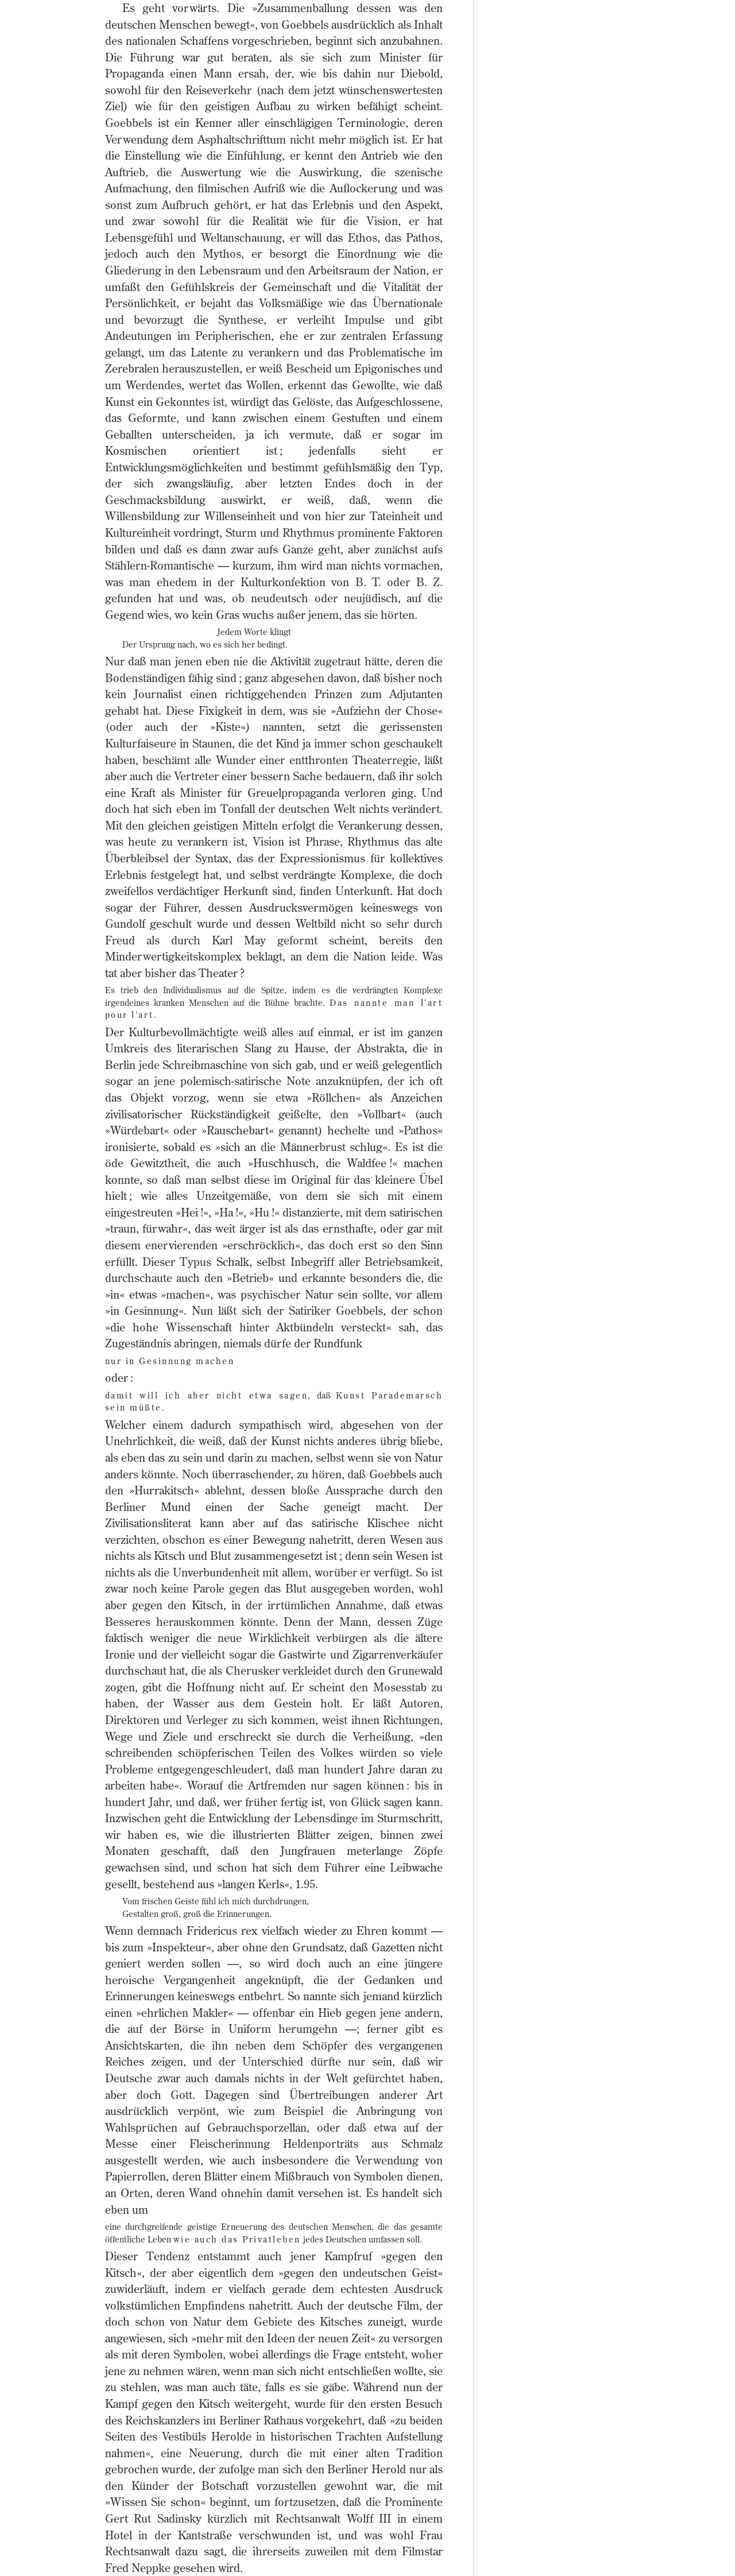 Es geht vorwärts. Die »Zusammenballung dessen was den
deutschen Menschen bewegt«, von Goebbels ausdrücklich als Inhalt
des nationalen Schaffens vorgeschrieben, beginnt sich anzubahnen.
Die Führung war gut beraten, als sie sich zum Minister für
Propaganda einen Mann ersah, der, wie bis dahin nur Diebold,
sowohl für den Reiseverkehr (nach dem jetzt wünschenswertesten
Ziel) wie für den geistigen Aufbau zu wirken befähigt scheint.
Goebbels ist ein Kenner aller einschlägigen Terminologie, deren
Verwendung dem Asphaltschrifttum nicht mehr möglich ist. Er hat
die Einstellung wie die Einfühlung, er kennt den Antrieb wie den
Auftrieb, die Auswertung wie die Auswirkung, die szenische
Aufmachung, den filmischen Aufriß wie die Auflockerung und was
sonst zum Aufbruch gehört, er hat das Erlebnis und den Aspekt,
und zwar sowohl für die Realität wie für die Vision, er hat
Lebensgefühl und Weltanschauung, er will das Ethos, das Pathos,
jedoch auch den Mythos, er besorgt die Einordnung wie die
Gliederung in den Lebensraum und den Arbeitsraum der Nation, er
umfaßt den Gefühlskreis der Gemeinschaft und die Vitalität der
Persönlichkeit, er bejaht das Volksmäßige wie das Übernationale
und bevorzugt die Synthese, er verleiht Impulse und gibt
Andeutungen im Peripherischen, ehe er zur zentralen Erfassung
gelangt, um das Latente zu verankern und das Problematische im
Zerebralen herauszustellen, er weiß Bescheid um Epigonisches und
um Werdendes, wertet das Wollen, erkennt das Gewollte, wie daß
Kunst ein Gekonntes ist, würdigt das Gelöste, das Aufgeschlossene,
das Geformte, und kann zwischen einem Gestuften und einem
Geballten unterscheiden, ja ich vermute, daß er sogar im
Kosmischen orientiert ist; jedenfalls sieht er
Entwicklungsmöglichkeiten und bestimmt gefühlsmäßig den Typ,
der sich zwangsläufig, aber letzten Endes doch in der
Geschmacksbildung auswirkt, er weiß, daß, wenn die
Willensbildung zur Willenseinheit und von hier zur Tateinheit und
Kultureinheit vordringt, Sturm und Rhythmus prominente Faktoren
bilden und daß es dann zwar aufs Ganze geht, aber zunächst aufs
Stählern-Romantische — kurzum, ihm wird man nichts vormachen,
was man ehedem in der Kulturkonfektion von B. T. oder B. Z.
gefunden hat und was, ob neudeutsch oder neujüdisch, auf die
Gegend wies, wo kein Gras wuchs außer jenem, das sie hörten.
Jedem Worte klingt
Der Ursprung nach, wo es sich her bedingt.
Nur daß man jenen eben nie die Aktivität zugetraut hätte, deren die
Bodenständigen fähig sind; ganz abgesehen davon, daß bisher noch
kein Journalist einen richtiggehenden Prinzen zum Adjutanten
gehabt hat. Diese Fixigkeit in dem, was sie »Aufziehn der Chose«
(oder auch der »Kiste«) nannten, setzt die gerissensten
Kulturfaiseure in Staunen, die det Kind ja immer schon geschaukelt
haben, beschämt alle Wunder einer entthronten Theaterregie, läßt
aber auch die Vertreter einer bessern Sache bedauern, daß ihr solch
eine Kraft als Minister für Greuelpropaganda verloren ging. Und
doch hat sich eben im Tonfall der deutschen Welt nichts verändert.
Mit den gleichen geistigen Mitteln erfolgt die Verankerung dessen,
was heute zu verankern ist, Vision ist Phrase, Rhythmus das alte
Überbleibsel der Syntax, das der Expressionismus für kollektives
Erlebnis festgelegt hat, und selbst verdrängte Komplexe, die doch
zweifellos verdächtiger Herkunft sind, finden Unterkunft. Hat doch
sogar der Führer, dessen Ausdrucksvermögen keineswegs von
Gundolf geschult wurde und dessen Weltbild nicht so sehr durch
Freud als durch Karl May geformt scheint, bereits den
Minderwertigkeitskomplex beklagt, an dem die Nation leide. Was
tat aber bisher das Theater?
Es trieb den Individualismus auf die Spitze, indem es die verdrängten Komplexe
irgendeines kranken Menschen auf die Bühne brachte. Das nannte man l'art
pour l'art.
Der Kulturbevollmächtigte weiß alles auf einmal, er ist im ganzen
Umkreis des literarischen Slang zu Hause, der Abstrakta, die in
Berlin jede Schreibmaschine von sich gab, und er weiß gelegentlich
sogar an jene polemisch-satirische Note anzuknüpfen, der ich oft
das Objekt vorzog, wenn sie etwa »Röllchen« als Anzeichen
zivilisatorischer Rückständigkeit geißelte, den »Vollbart« (auch
»Würdebart« oder »Rauschebart« genannt) hechelte und »Pathos«
ironisierte, sobald es »sich an die Männerbrust schlug«. Es ist die
öde Gewitztheit, die auch »Huschhusch, die Waldfee!« machen
konnte, so daß man selbst diese im Original für das kleinere Übel
hielt; wie alles Unzeitgemäße, von dem sie sich mit einem
eingestreuten »Hei!«, »Ha!«, »Hu!« distanzierte, mit dem satirischen
»traun, fürwahr«, das weit ärger ist als das ernsthafte, oder gar mit
diesem enervierenden »erschröcklich«, das doch erst so den Sinn
erfüllt. Dieser Typus Schalk, selbst Inbegriff aller Betriebsamkeit,
durchschaute auch den »Betrieb« und erkannte besonders die, die
»in« etwas »machen«, was psychischer Natur sein sollte, vor allem
»in Gesinnung«. Nun läßt sich der Satiriker Goebbels, der schon
»die hohe Wissenschaft hinter Aktbündeln versteckt« sah, das
Zugeständnis abringen, niemals dürfe der Rundfunk
nur in Gesinnung machen
oder:
damit will ich aber nicht etwa sagen, daß Kunst Parademarsch
sein müßte.
Welcher einem dadurch sympathisch wird, abgesehen von der
Unehrlichkeit, die weiß, daß der Kunst nichts anderes übrig bliebe,
als eben das zu sein und darin zu machen, selbst wenn sie von Natur
anders könnte. Noch überraschender, zu hören, daß Goebbels auch
den »Hurrakitsch« ablehnt, dessen bloße Aussprache durch den
Berliner Mund einen der Sache geneigt macht. Der
Zivilisationsliterat kann aber auf das satirische Klischee nicht
verzichten, obschon es einer Bewegung nahetritt, deren Wesen aus
nichts als Kitsch und Blut zusammengesetzt ist; denn sein Wesen ist
nichts als die Unverbundenheit mit allem, worüber er verfügt. So ist
zwar noch keine Parole gegen das Blut ausgegeben worden, wohl
aber gegen den Kitsch, in der irrtümlichen Annahme, daß etwas
Besseres herauskommen könnte. Denn der Mann, dessen Züge
faktisch weniger die neue Wirklichkeit verbürgen als die ältere
Ironie und der vielleicht sogar die Gastwirte und Zigarrenverkäufer
durchschaut hat, die als Cherusker verkleidet durch den Grunewald
zogen, gibt die Hoffnung nicht auf. Er scheint den Mosesstab zu
haben, der Wasser aus dem Gestein holt. Er läßt Autoren,
Direktoren und Verleger zu sich kommen, weist ihnen Richtungen,
Wege und Ziele und erschreckt sie durch die Verheißung, »den
schreibenden schöpferischen Teilen des Volkes würden so viele
Probleme entgegengeschleudert, daß man hundert Jahre daran zu
arbeiten habe«. Worauf die Artfremden nur sagen können: bis in
hundert Jahr, und daß, wer früher fertig ist, von Glück sagen kann.
Inzwischen geht die Entwicklung der Lebensdinge im Sturmschritt,
wir haben es, wie die illustrierten Blätter zeigen, binnen zwei
Monaten geschafft, daß den Jungfrauen meterlange Zöpfe
gewachsen sind, und schon hat sich dem Führer eine Leibwache
gesellt, bestehend aus »langen Kerls«, 1.95.
Vom frischen Geiste fühl ich mich durchdrungen,
Gestalten groß, groß die Erinnerungen.
Wenn demnach Fridericus rex vielfach wieder zu Ehren kommt —
bis zum »Inspekteur«, aber ohne den Grundsatz, daß Gazetten nicht
geniert werden sollen —, so wird doch auch an eine jüngere
heroische Vergangenheit angeknüpft, die der Gedanken und
Erinnerungen keineswegs entbehrt. So nannte sich jemand kürzlich
einen »ehrlichen Makler« — offenbar ein Hieb gegen jene andern,
die auf der Börse in Uniform herumgehn —; ferner gibt es
Ansichtskarten, die ihn neben dem Schöpfer des vergangenen
Reiches zeigen, und der Unterschied dürfte nur sein, daß wir
Deutsche zwar auch damals nichts in der Welt gefürchtet haben,
aber doch Gott. Dagegen sind Übertreibungen anderer Art
ausdrücklich verpönt, wie zum Beispiel die Anbringung von
Wahlsprüchen auf Gebrauchsporzellan, oder daß etwa auf der
Messe einer Fleischerinnung Heldenporträts aus Schmalz
ausgestellt werden, wie auch insbesondere die Verwendung von
Papierrollen, deren Blätter einem Mißbrauch von Symbolen dienen,
an Orten, deren Wand ohnehin damit versehen ist. Es handelt sich
eben um
eine durchgreifende geistige Erneuerung des deutschen Menschen, die das gesamte
öffentliche Leben wie auch das Privatleben jedes Deutschen umfassen soll.
Dieser Tendenz entstammt auch jener Kampfruf »gegen den
Kitsch«, der aber eigentlich dem »gegen den undeutschen Geist«
zuwiderläuft, indem er vielfach gerade dem echtesten Ausdruck
volkstümlichen Empfindens nahetritt. Auch der deutsche Film, der
doch schon von Natur dem Gebiete des Kitsches zuneigt, wurde
angewiesen, sich »mehr mit den Ideen der neuen Zeit« zu versorgen
als mit deren Symbolen, wobei allerdings die Frage entsteht, woher
jene zu nehmen wären, wenn man sich nicht entschließen wollte, sie
zu stehlen, was man auch täte, falls es sie gäbe. Während nun der
Kampf gegen den Kitsch weitergeht, wurde für den ersten Besuch
des Reichskanzlers im Berliner Rathaus vorgekehrt, daß »zu beiden
Seiten des Vestibüls Herolde in historischen Trachten Aufstellung
nahmen«, eine Neuerung, durch die mit einer alten Tradition
gebrochen wurde, der zufolge man sich den Berliner Herold nur als
den Künder der Botschaft vorzustellen gewohnt war, die mit
»Wissen Sie schon« beginnt, um fortzusetzen, daß die Prominente
Gert Rut Sadinsky kürzlich mit Rechtsanwalt Wolff III in einem
Hotel in der Kantstraße verschwunden ist, und was wohl Frau
Rechtsanwalt dazu sagt, die ihrerseits zuweilen mit dem Filmstar
Fred Neppke gesehen wird.